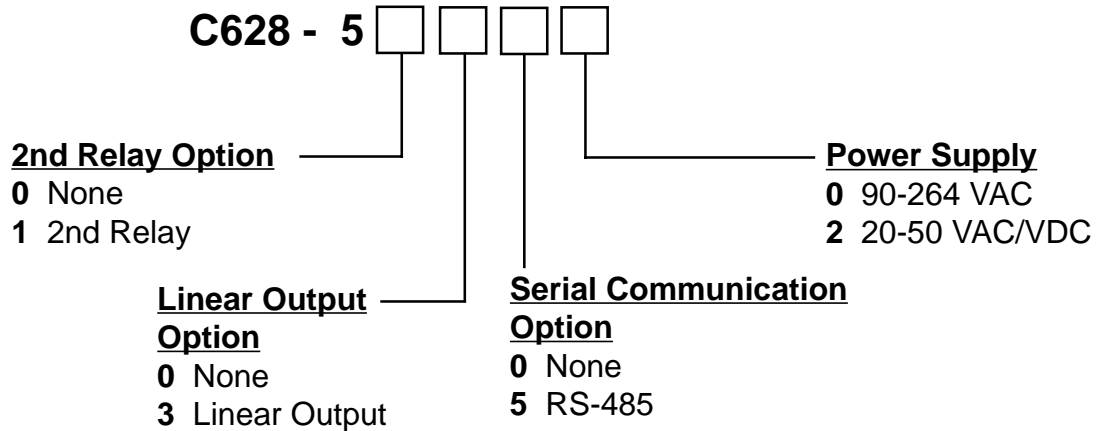 C628 - 5
2nd Relay Option
0 None
1 2nd Relay
Linear Output
Option
0 None
3 Linear Output
Serial Communication
Option
0 None
5 RS-485
Power Supply
0 90-264 VAC
2 20-50 VAC/VDC